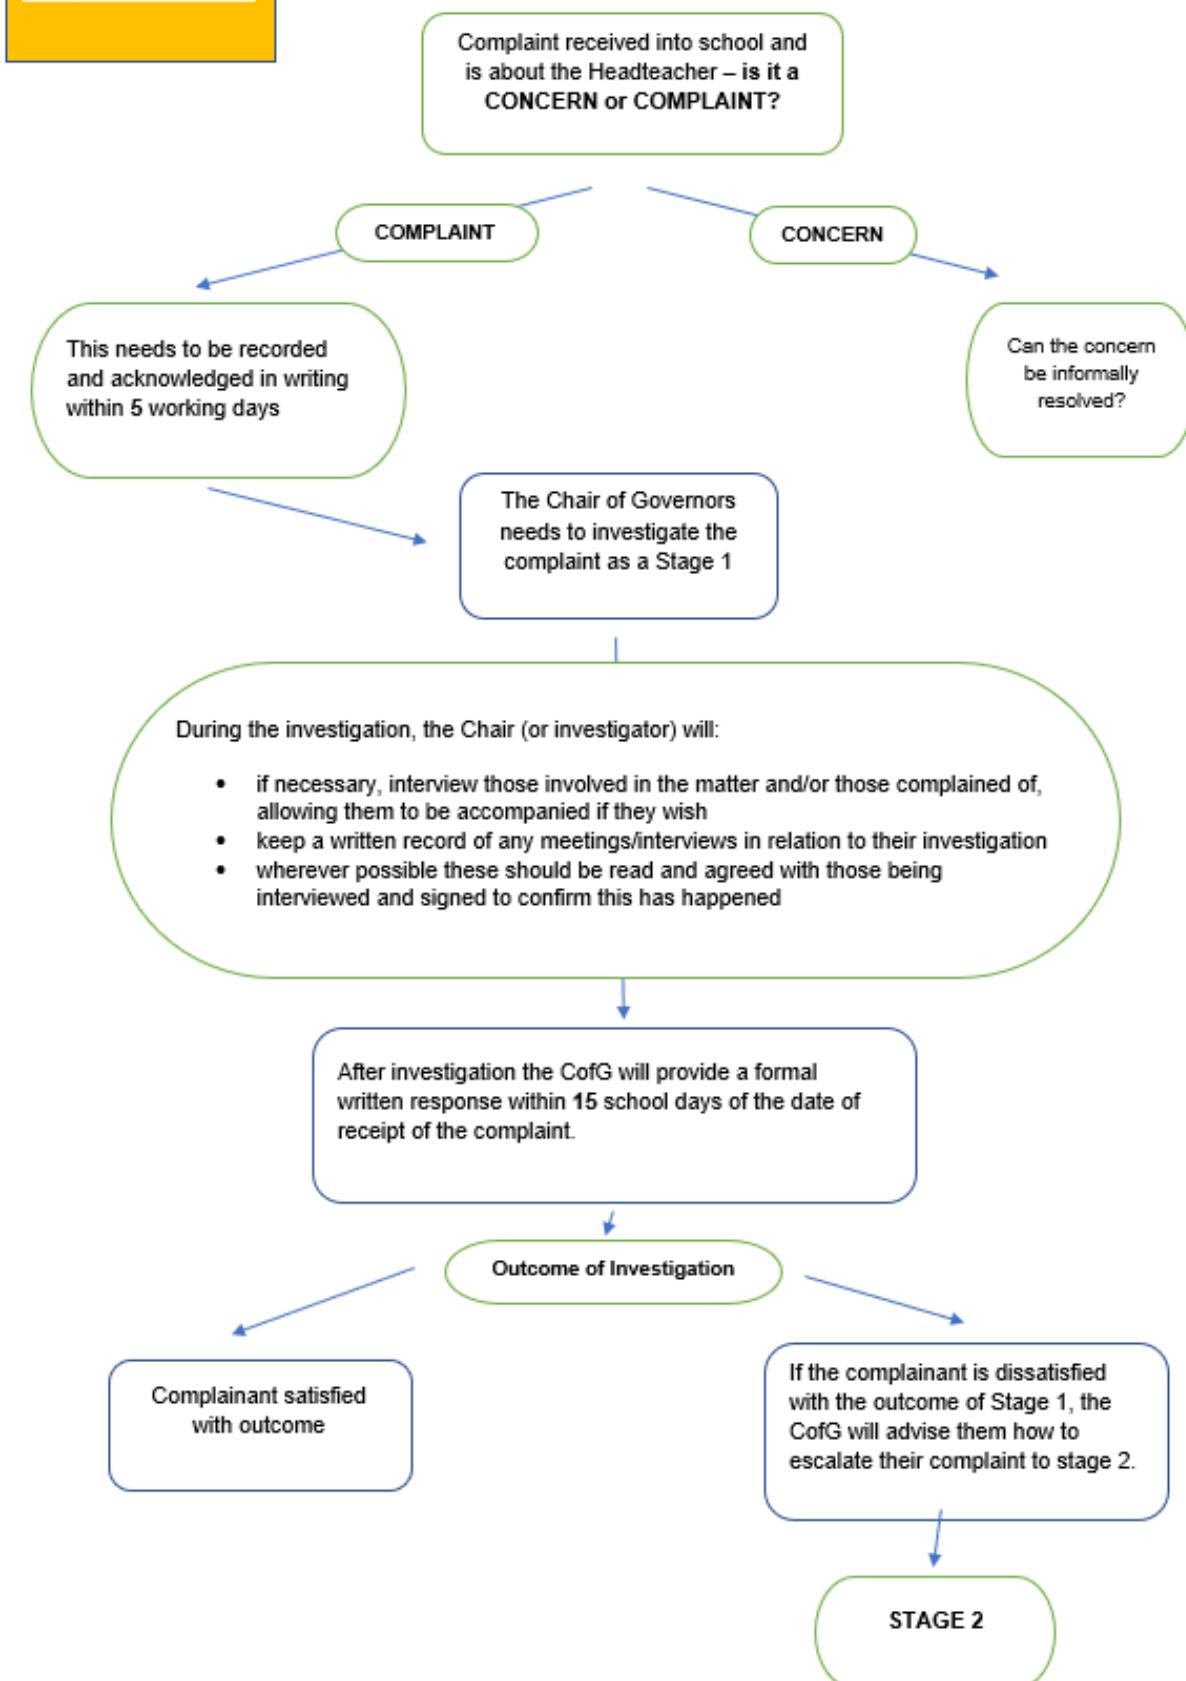 Complaint received into school and
is about the Headteacher – is it a
CONCERN or COMPLAINT?
COMPLAINT
CONCERN
This needs to be recorded
and acknowledged in writing
within 5 working days
Can the concern
be informally
resolved?
The Chair of Governors
needs to investigate the
complaint as a Stage 1
During the investigation, the Chair (or investigator) will:
• if necessary, interview those involved in the matter and/or those complained of,
allowing them to be accompanied if they wish
• keep a written record of any meetings/interviews in relation to their investigation
• wherever possible these should be read and agreed with those being
interviewed and signed to confirm this has happened
After investigation the CofG will provide a formal
written response within 15 school days of the date of
receipt of the complaint.
Outcome of Investigation
Complainant satisfied
with outcome
If the complainant is dissatisfied
with the outcome of Stage 1, the
CofG will advise them how to
escalate their complaint to stage 2.
STAGE 2